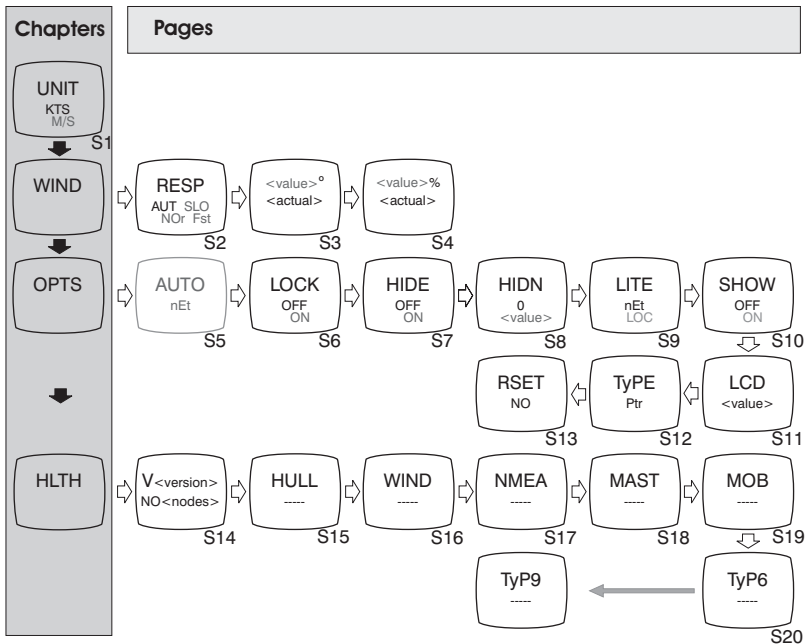 Chapters
Pages
UNIT
KTS
M/S
S1
WIND
RESP
AUT SLO
NOr Fst
S2
<value>°
<actual>
S3
<value>%
<actual>
S4
OPTS
AUTO
nEt
S5
LOCK
OFF
ON
S6
HIDE
OFF
ON
S7
HIDN
0
<value>
S8
LITE
nEt
LOC
S9
SHOW
OFF
ON
S10
RSET
NO
S13
TyPE
Ptr
S12
LCD
<value>
S11
HLTH
V<version>
NO<nodes>
S14
HULL
-----
S15
WIND
-----
S16
NMEA
-----
S17
MAST
-----
S18
MOB
-----
S19
TyP9
-----
TyP6
-----
S20